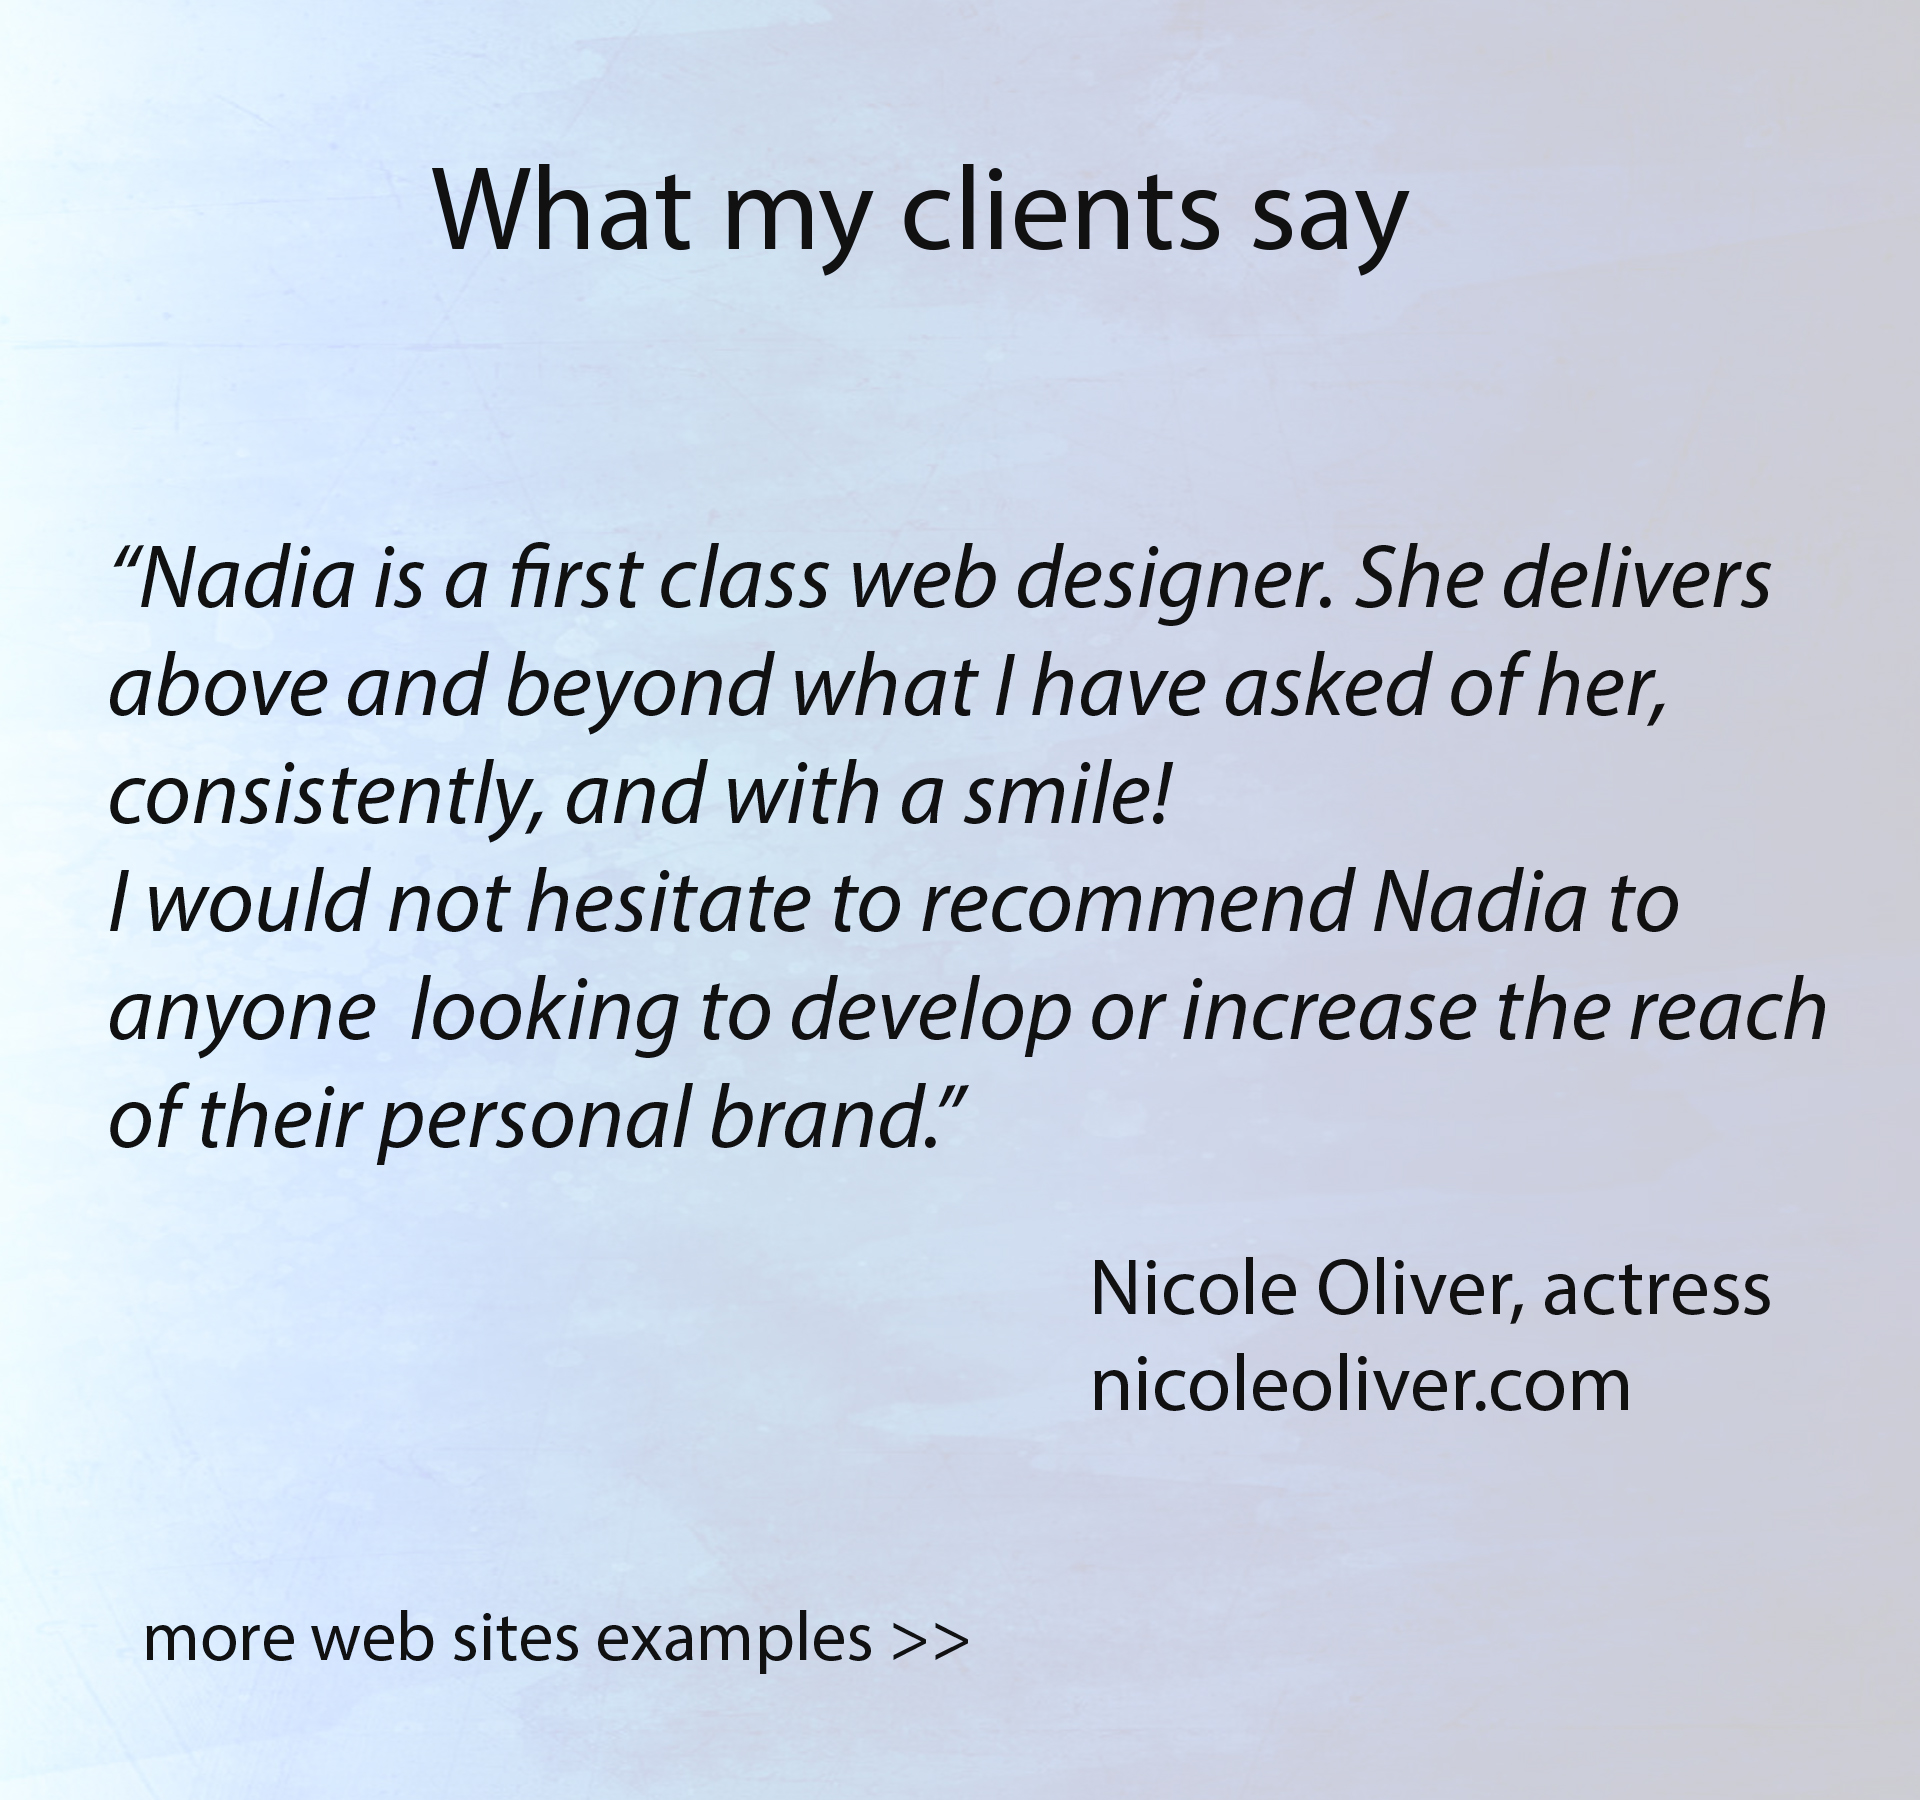 What my clients say
“Nadia is a first class web designer. She delivers
above and beyond what I have asked of her,
consistently, and with a smile!
I would not hesitate to recommend Nadia to
anyone  looking to develop or increase the reach
of their personal brand.”
Nicole Oliver, actress
nicoleoliver.com
more web sites examples >>